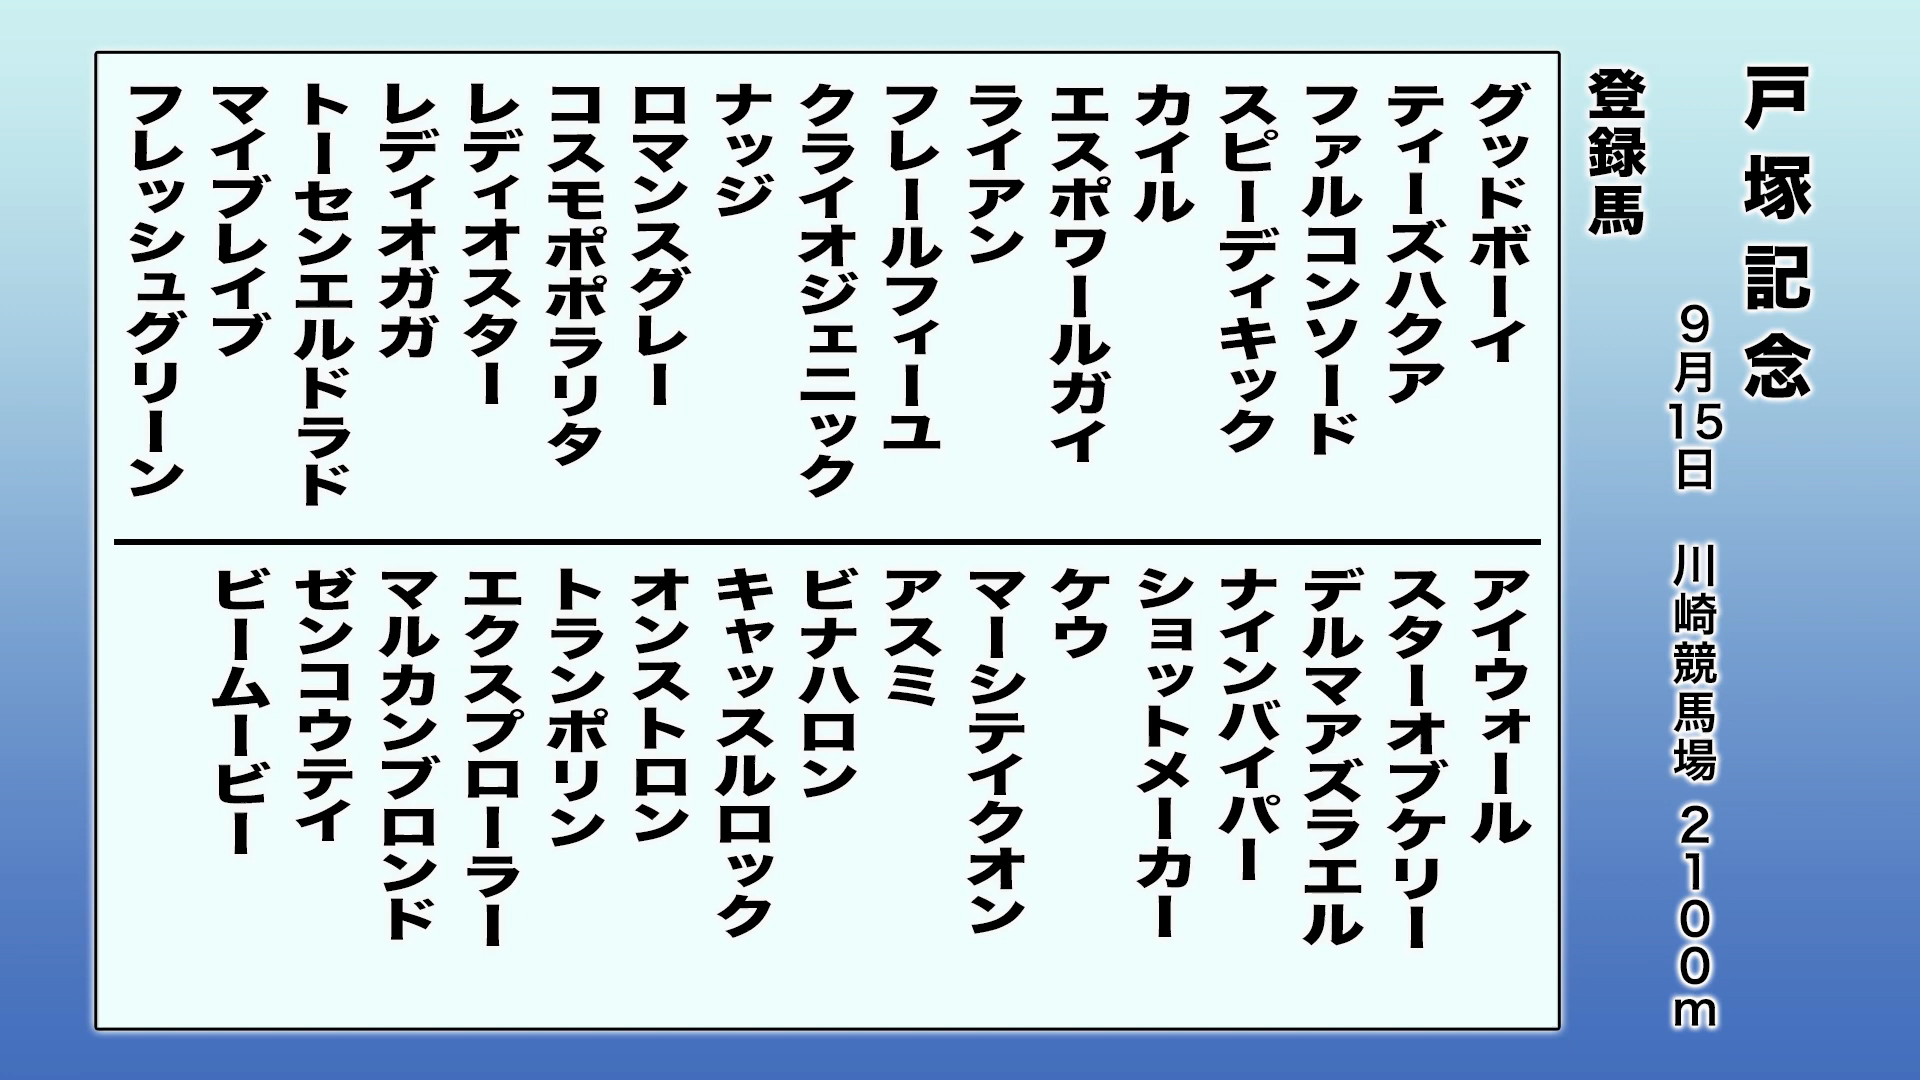 戸塚記念
9月15日 川崎競馬場 2100m
登録馬
グッドボーイ
ティーズハクア
ファルコンソード
スピーディキック
カイル
エスポワールガイ
ライアン
フレールフィーユ
クライオジェニック
ナッジ
ロマンスグレー
コスモポポラリタ
レディオスター
レディオガガ
トーセンエルドラド
マイブレイブ
フレッシュグリーン
アイウォール
スターオブケリー
デルマアズラエル
ナインバイパー
ショットメーカー
ケウ
マーシテイクオン
アスミ
ビナハロン
キャッスルロック
オンストロン
トランポリン
エクスプローラー
マルカンブロンド
ゼンコウテイ
ビームービー